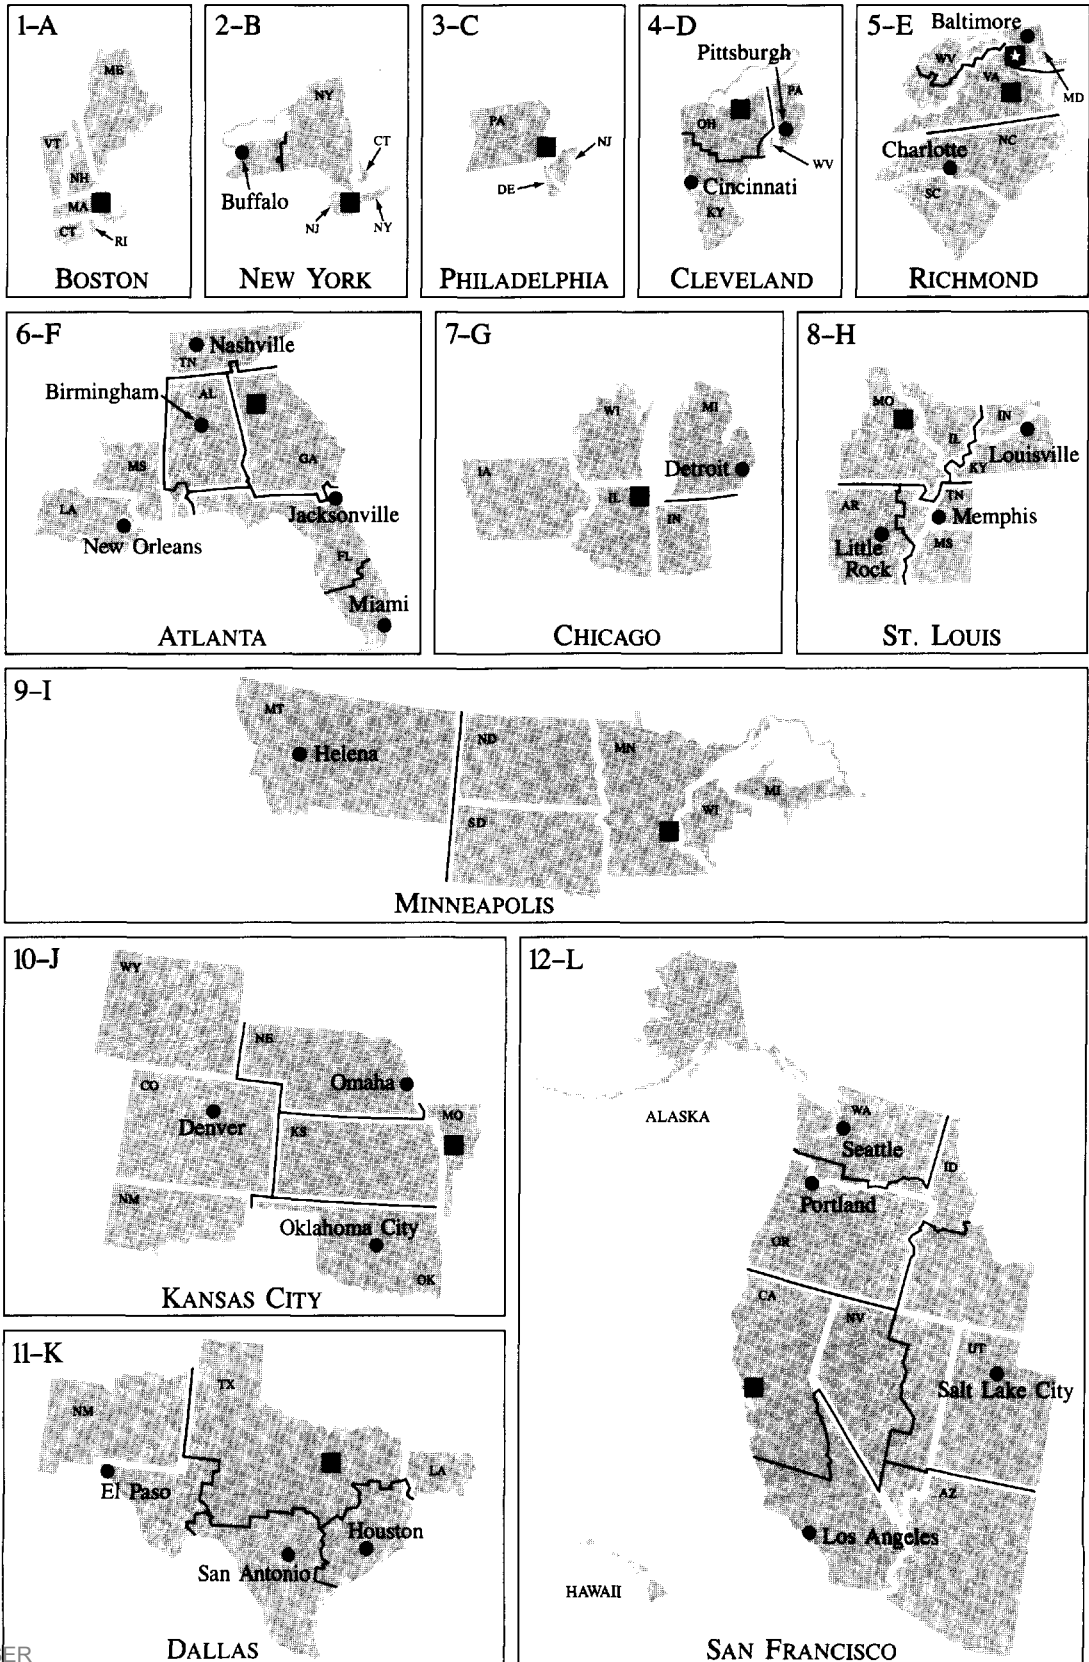 1–A
ME
VT
NH
MA
CT
RI
BOSTON
2–B
NY
CT
Buffalo
NJ
NY
NEW YORK
3–C
PA
NJ
DE
PHILADELPHIA
4–D
Pittsburgh
PA
OH
WV
Cincinnati
KY
CLEVELAND
5–E
Baltimore
WV
VA
MD
NC
Charlotte
SC
RICHMOND
6–F
Nashville
TN
Birmingham
AL
MS
GA
LA
Jacksonville
New Orleans
FL
Miami
ATLANTA
7–G
WI
MI
IA
Detroit
IL
IN
CHICAGO
8–H
MO
IN
IL
Louisville
KY
AR
TN
Memphis
Little
Rock
MS
ST. LOUIS
9–I
MT
ND
MN
Helena
MI
WI
SD
MINNEAPOLIS
10–J
WY
NE
CO
Omaha
Denver
MO
KS
NM
Oklahoma City
OK
KANSAS CITY
11–K
TX
NM
LA
El Paso
Houston
San Antonio
DALLAS
12–L
ALASKA
WA
Seattle
ID
Portland
OR
CA
NV
UT
Salt Lake City
AZ
Los Angeles
HAWAII
SAN FRANCISCO
SER